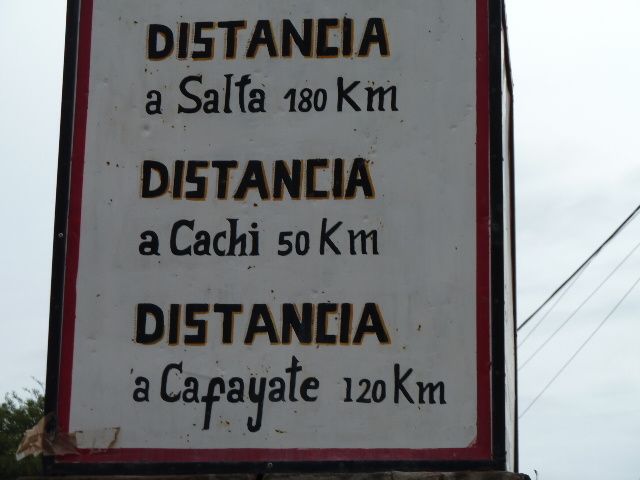 DISTANCIA
a Salta 180 Km
DISTANCIA
a Cachi 50 Km
DISTANCIA
a Cafayate 120 Km